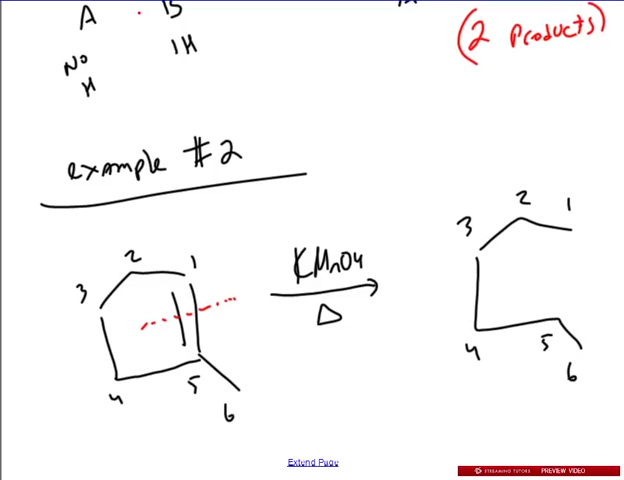 A B
No 1H
H
(2 Products)
example #2
2 1
3
4 5
6
KMnO4
Δ
2 1
3
4 5
6
Extend Page
STREAMING TUTORS PREVIEW VIDEO